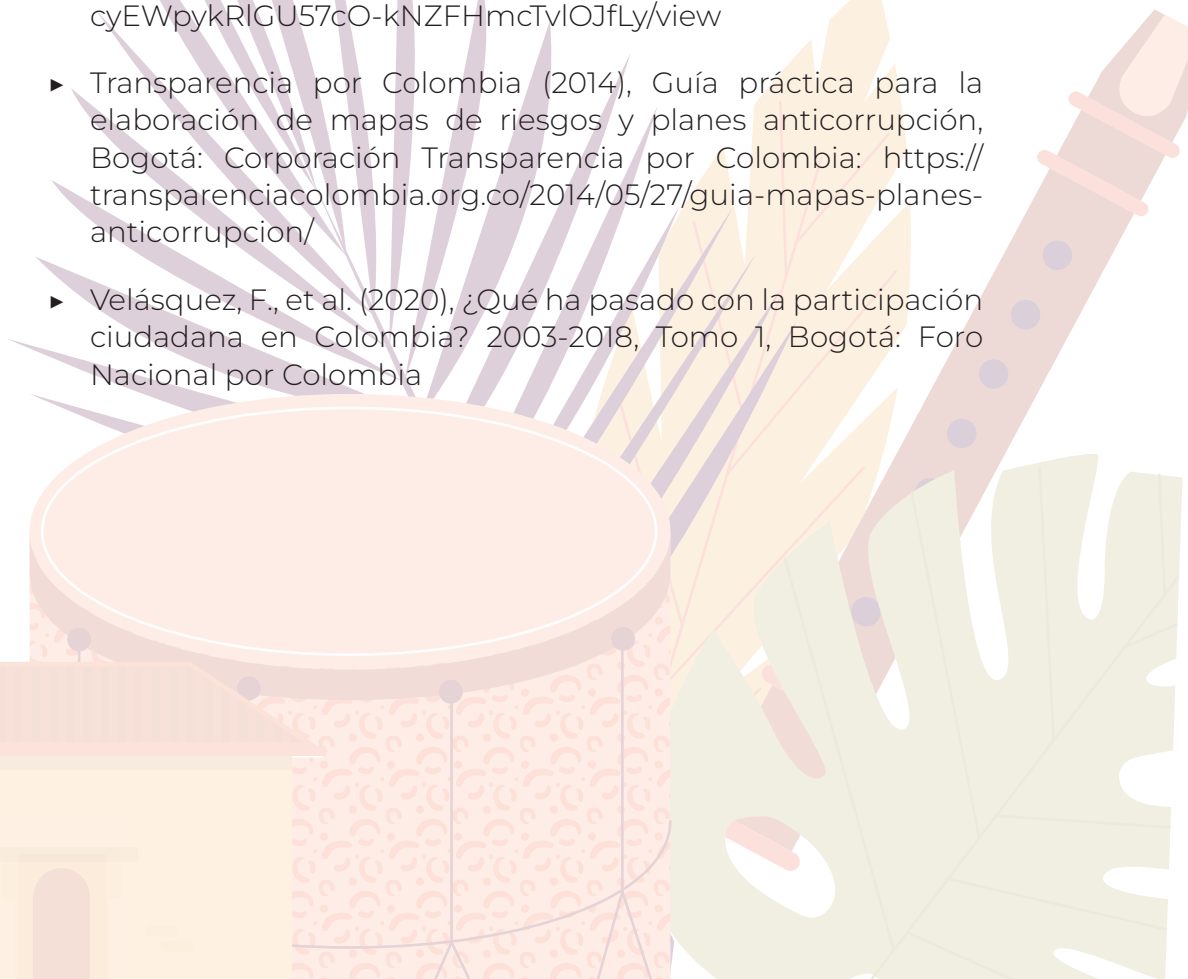 cyEWpykRlGU57cO-kNZFHmcTvlOJfLy/view
▸ Transparencia por Colombia (2014), Guía práctica para la
elaboración de mapas de riesgos y planes anticorrupción,
Bogotá: Corporación Transparencia por Colombia: https://
transparenciacolombia.org.co/2014/05/27/guia-mapas-planes-
anticorrupcion/
▸ Velásquez, F., et al. (2020), ¿Qué ha pasado con la participación
ciudadana en Colombia? 2003-2018, Tomo 1, Bogotá: Foro
Nacional por Colombia